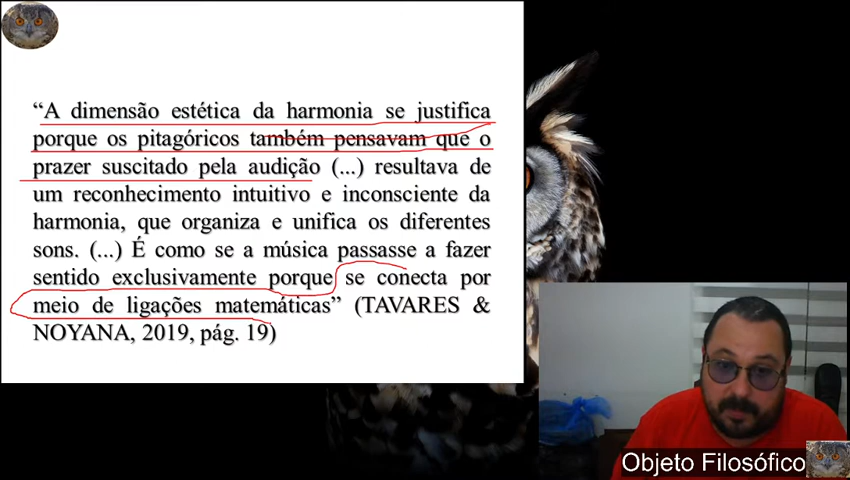 “A dimensão estética da harmonia se justifica
porque os pitagóricos também pensavam que o
prazer suscitado pela audição (...) resultava de
um reconhecimento intuitivo e inconsciente da
harmonia, que organiza e unifica os diferentes
sons. (...) É como se a música passasse a fazer
sentido exclusivamente porque se conecta por
meio de ligações matemáticas” (TAVARES &
NOYANA, 2019, pág. 19)
Objeto Filosófico